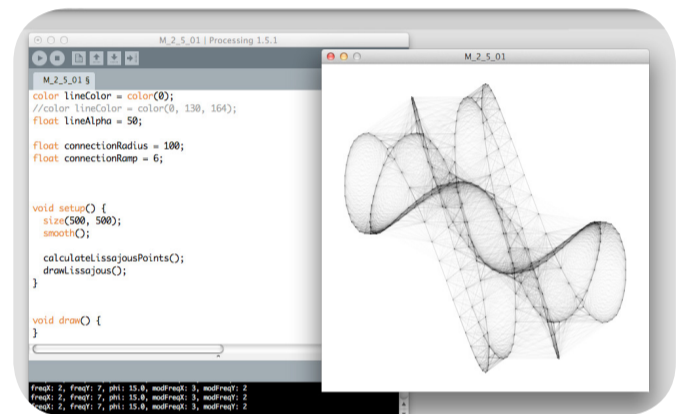 M_2_5_01 | Processing 1.5.1
M_2_5_01
M_2_5_01 §
color lineColor = color(0);
//color lineColor = color(0, 130, 164);
float lineAlpha = 50;
float connectionRadius = 100;
float connectionRamp = 6;
void setup() {
size(500, 500);
smooth();
calculateLissajousPoints();
drawLissajous();
}
void draw() {
}
freqX: 2, freqY: 7, phi: 15.0, modFreqX: 3, modFreqY: 2
freqX: 2, freqY: 7, phi: 15.0, modFreqX: 3, modFreqY: 2
freqX: 2, freqY: 7, phi: 15.0, modFreqX: 3, modFreqY: 2